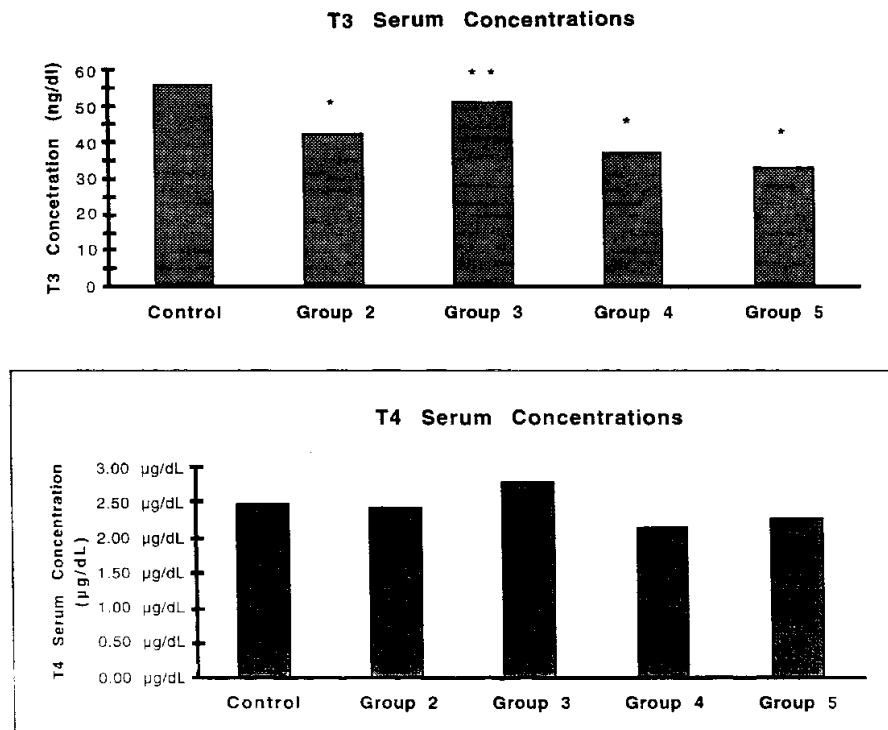 T3 Serum Concentrations
T3 Concetration (ng/dl)
60
50
40
30
20
10
0
*
* *
*
*
Control Group 2 Group 3 Group 4 Group 5
T4 Serum Concentrations
T4 Serum Concentration
(µg/dL)
3.00 µg/dL
2.50 µg/dL
2.00 µg/dL
1.50 µg/dL
1.00 µg/dL
0.50 µg/dL
0.00 µg/dL
Control Group 2 Group 3 Group 4 Group 5